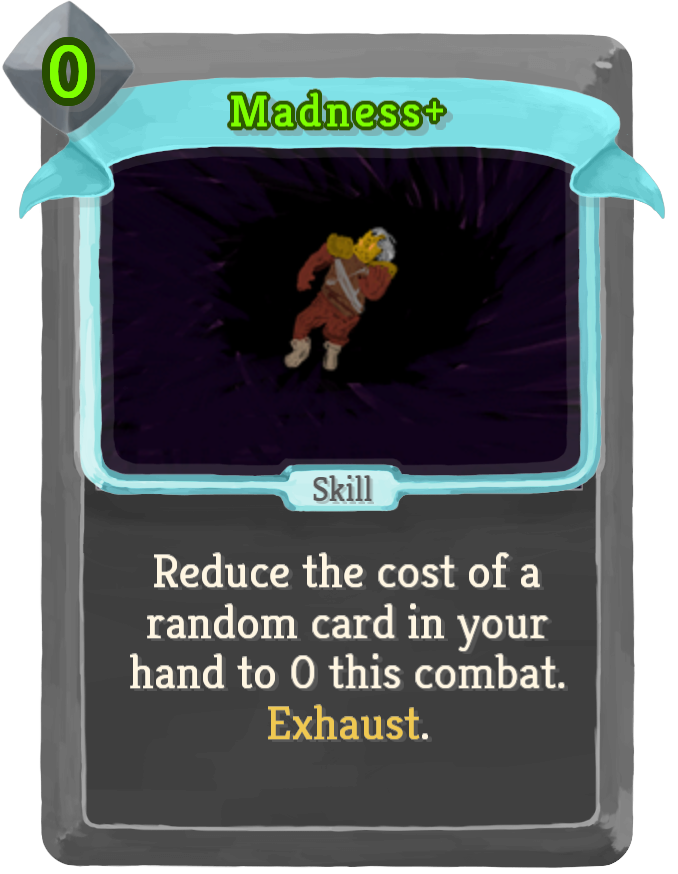 0
Madness+
Skill
Reduce the cost of a
random card in your
hand to 0 this combat.
Exhaust.